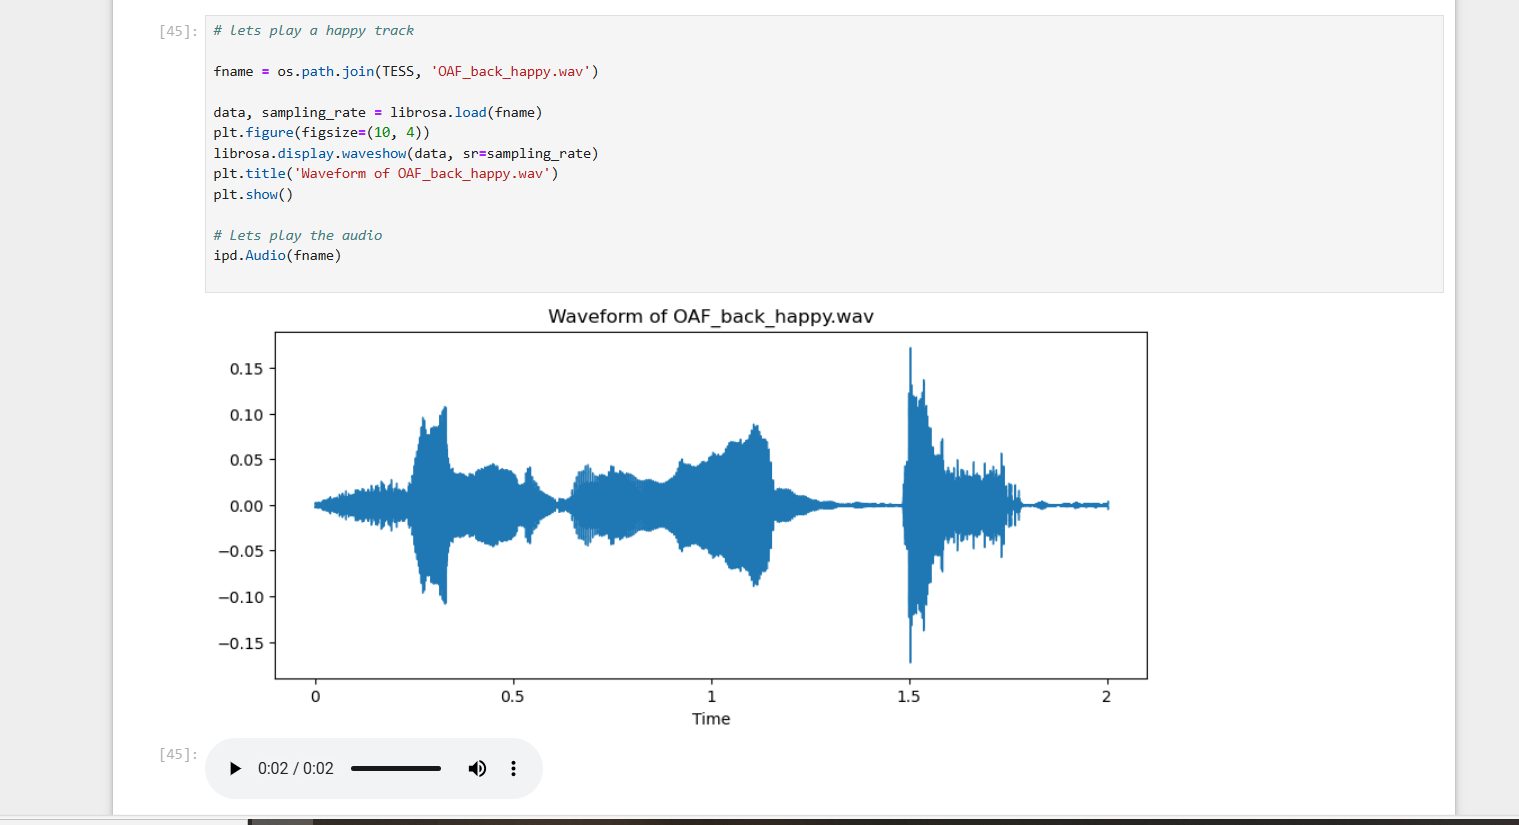 [45]: # Lets play a happy track
fname = os.path.join(TESS, 'OAF_back_happy.wav')
data, sampling_rate = librosa.load(fname)
plt.figure(figsize=(10, 4))
librosa.display.waveshow(data, sr=sampling_rate)
plt.title('Waveform of OAF_back_happy.wav')
plt.show()
# Lets play the audio
ipd.Audio(fname)
Waveform of OAF_back_happy.wav
0.15
0.10
0.05
0.00
−0.05
−0.10
−0.15
0 0.5 1 1.5 2
Time
[45]: 0:02 / 0:02